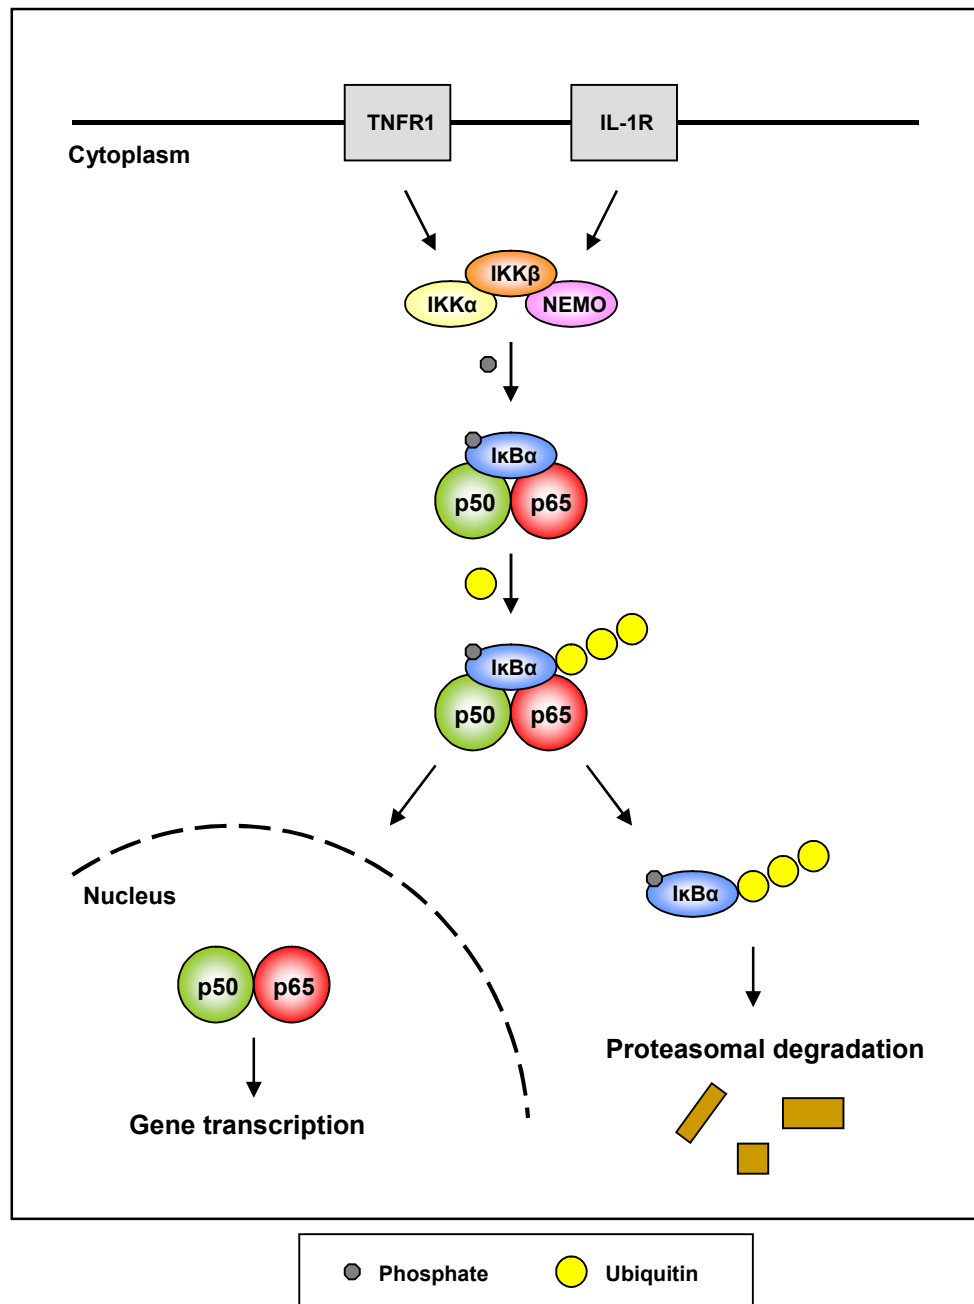 TNFR1
IL-1R
Cytoplasm
IKKβ
IKKα
NEMO
IκBα
p50
p65
IκBα
p50
p65
Nucleus
IκBα
p50
p65
Proteasomal degradation
Gene transcription
Phosphate
Ubiquitin